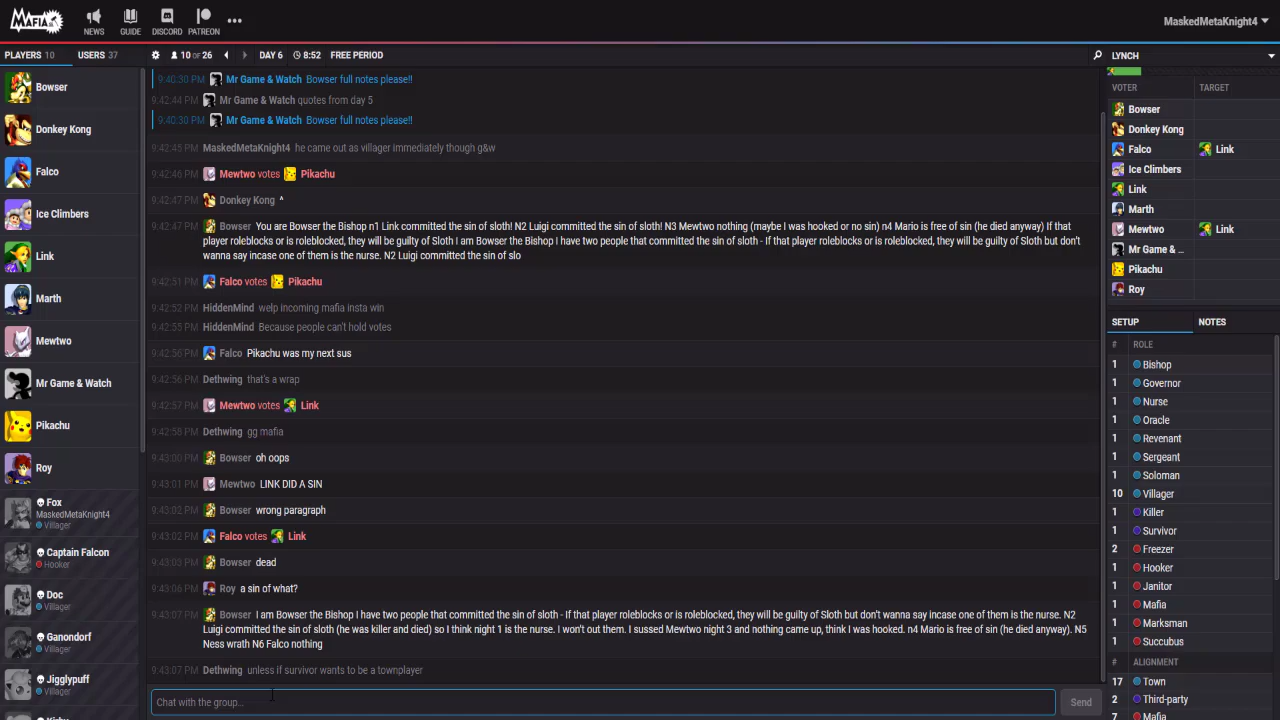 MAFIA
NEWS
GUIDE
DISCORD
PATREON
MaskedMetaKnight4
PLAYERS 10
USERS 37
10 OF 26
DAY 6
8:52
FREE PERIOD
LYNCH
Bowser
Donkey Kong
Falco
Ice Climbers
Link
Marth
Mewtwo
Mr Game & Watch
Pikachu
Roy
Fox
MaskedMetaKnight4
Villager
Captain Falcon
Hooker
Doc
Villager
Ganondorf
Villager
Jigglypuff
Villager
9:40:30 PM Mr Game & Watch Bowser full notes please!!
9:42:44 PM Mr Game & Watch quotes from day 5
9:40:30 PM Mr Game & Watch Bowser full notes please!!
9:42:45 PM MaskedMetaKnight4 he came out as villager immediately though g&w
9:42:46 PM Mewtwo votes Pikachu
9:42:47 PM Donkey Kong ^
9:42:47 PM Bowser You are Bowser the Bishop n1 Link committed the sin of sloth! N2 Luigi committed the sin of sloth! N3 Mewtwo nothing (maybe I was hooked or no sin) n4 Mario is free of sin (he died anyway) If that
player roleblocks or is roleblocked, they will be guilty of Sloth I am Bowser the Bishop I have two people that committed the sin of sloth - If that player roleblocks or is roleblocked, they will be guilty of Sloth but don't
wanna say incase one of them is the nurse. N2 Luigi committed the sin of slo
9:42:51 PM Falco votes Pikachu
9:42:52 PM HiddenMind welp incoming mafia insta win
9:42:55 PM HiddenMind Because people can't hold votes
9:42:56 PM Falco Pikachu was my next sus
9:42:56 PM Dethwing that's a wrap
9:42:57 PM Mewtwo votes Link
9:42:58 PM Dethwing gg mafia
9:43:00 PM Bowser oh oops
9:43:01 PM Mewtwo LINK DID A SIN
9:43:02 PM Bowser wrong paragraph
9:43:02 PM Falco votes Link
9:43:03 PM Bowser dead
9:43:06 PM Roy a sin of what?
9:43:07 PM Bowser I am Bowser the Bishop I have two people that committed the sin of sloth - If that player roleblocks or is roleblocked, they will be guilty of Sloth but don't wanna say incase one of them is the nurse. N2
Luigi committed the sin of sloth (he was killer and died) so I think night 1 is the nurse. I won't out them. I sussed Mewtwo night 3 and nothing came up, think I was hooked. n4 Mario is free of sin (he died anyway). N5
Ness wrath N6 Falco nothing
9:43:07 PM Dethwing unless if survivor wants to be a townplayer
Chat with the group...
Send
VOTER TARGET
Bowser
Donkey Kong
Falco Link
Ice Climbers
Link
Marth
Mewtwo Link
Mr Game & ...
Pikachu
Roy
SETUP NOTES
# ROLE
1 Bishop
1 Governor
1 Nurse
1 Oracle
1 Revenant
1 Sergeant
1 Soloman
10 Villager
1 Killer
1 Survivor
2 Freezer
1 Hooker
1 Janitor
1 Mafia
1 Marksman
1 Succubus
# ALIGNMENT
17 Town
2 Third-party
7 Mafia